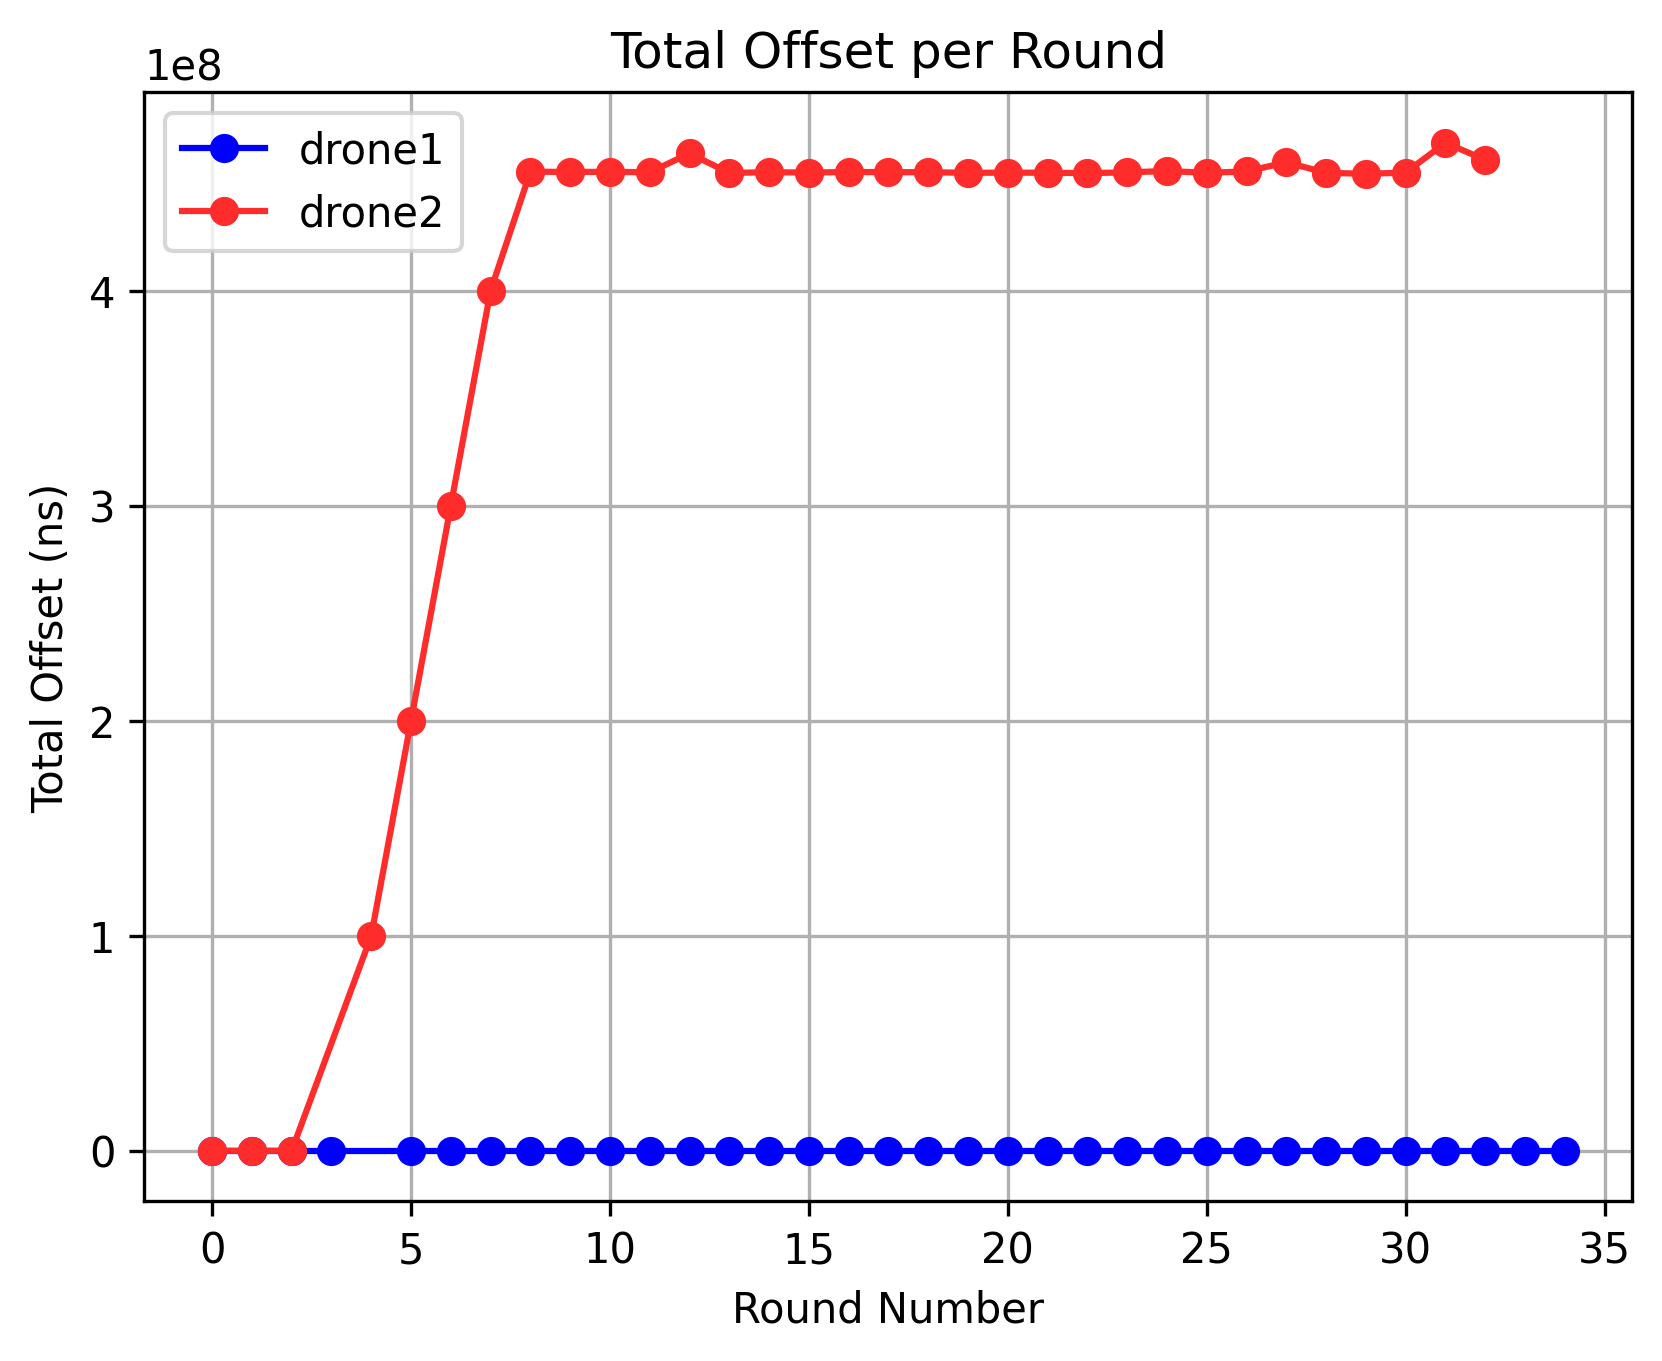 Total Offset per Round
1e8
drone1
drone2
4
3
2
1
0
Total Offset (ns)
0 5 10 15 20 25 30 35
Round Number